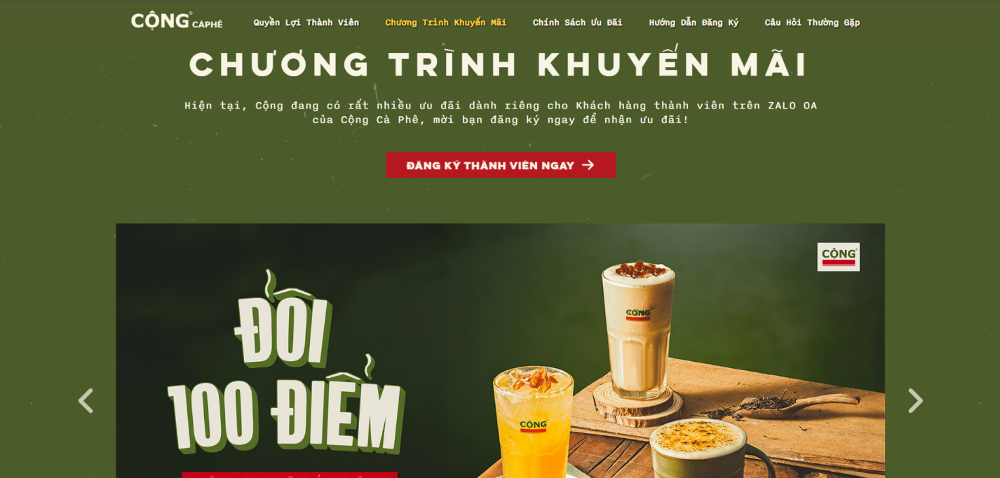 CỘNG CÀPHÊ
Quyền Lợi Thành Viên
Chương Trình Khuyến Mãi
Chính Sách Ưu Đãi
Hướng Dẫn Đăng Ký
Câu Hỏi Thường Gặp
CHƯƠNG TRÌNH KHUYẾN MÃI
Hiện tại, Cộng đang có rất nhiều ưu đãi dành riêng cho Khách hàng thành viên trên ZALO OA
của Cộng Cà Phê, mời bạn đăng ký ngay để nhận ưu đãi!
ĐĂNG KÝ THÀNH VIÊN NGAY
CỘNG
ĐỔI
100 ĐIỂM
CỘNG
CỘNG